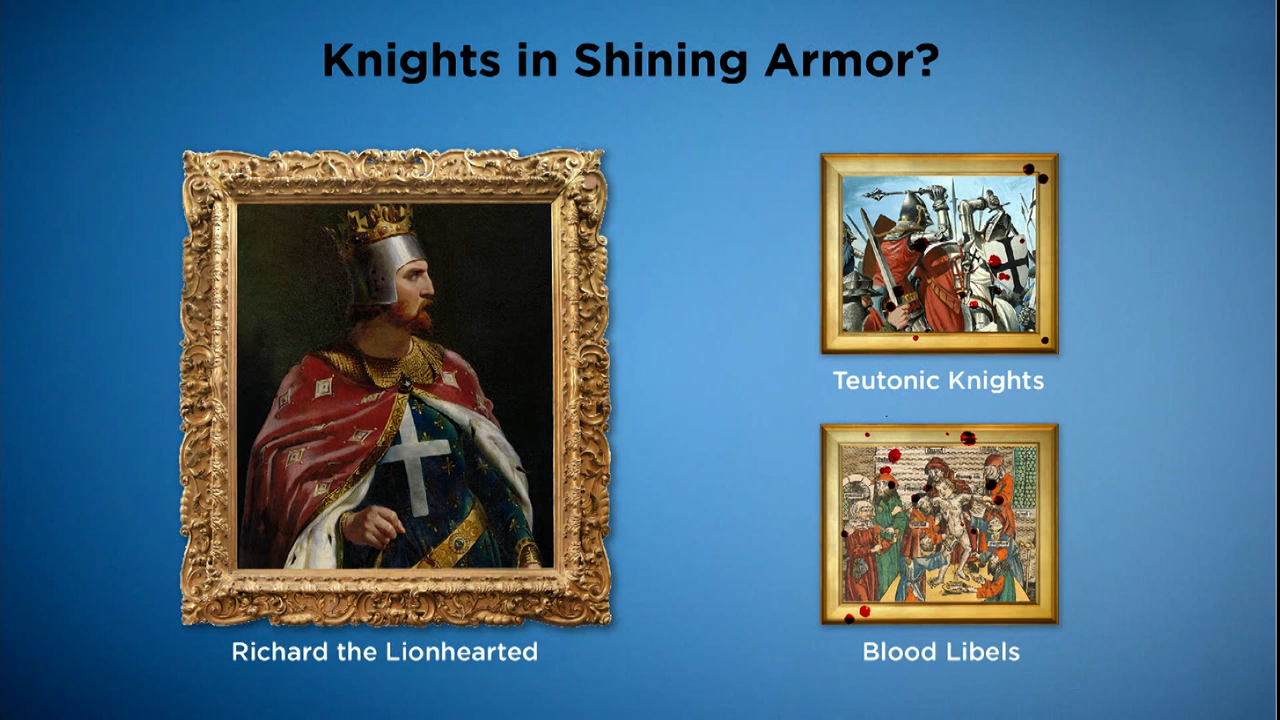 Knights in Shining Armor?
Teutonic Knights
Richard the Lionhearted
Blood Libels